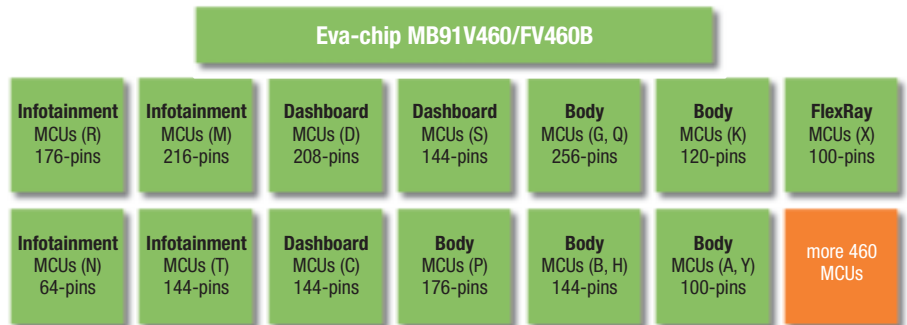 Eva-chip MB91V460/FV460B
Infotainment
MCUs (R)
176-pins
Infotainment
MCUs (M)
216-pins
Dashboard
MCUs (D)
208-pins
Dashboard
MCUs (S)
144-pins
Body
MCUs (G, Q)
256-pins
Body
MCUs (K)
120-pins
FlexRay
MCUs (X)
100-pins
Infotainment
MCUs (N)
64-pins
Infotainment
MCUs (T)
144-pins
Dashboard
MCUs (C)
144-pins
Body
MCUs (P)
176-pins
Body
MCUs (B, H)
144-pins
Body
MCUs (A, Y)
100-pins
more 460
MCUs